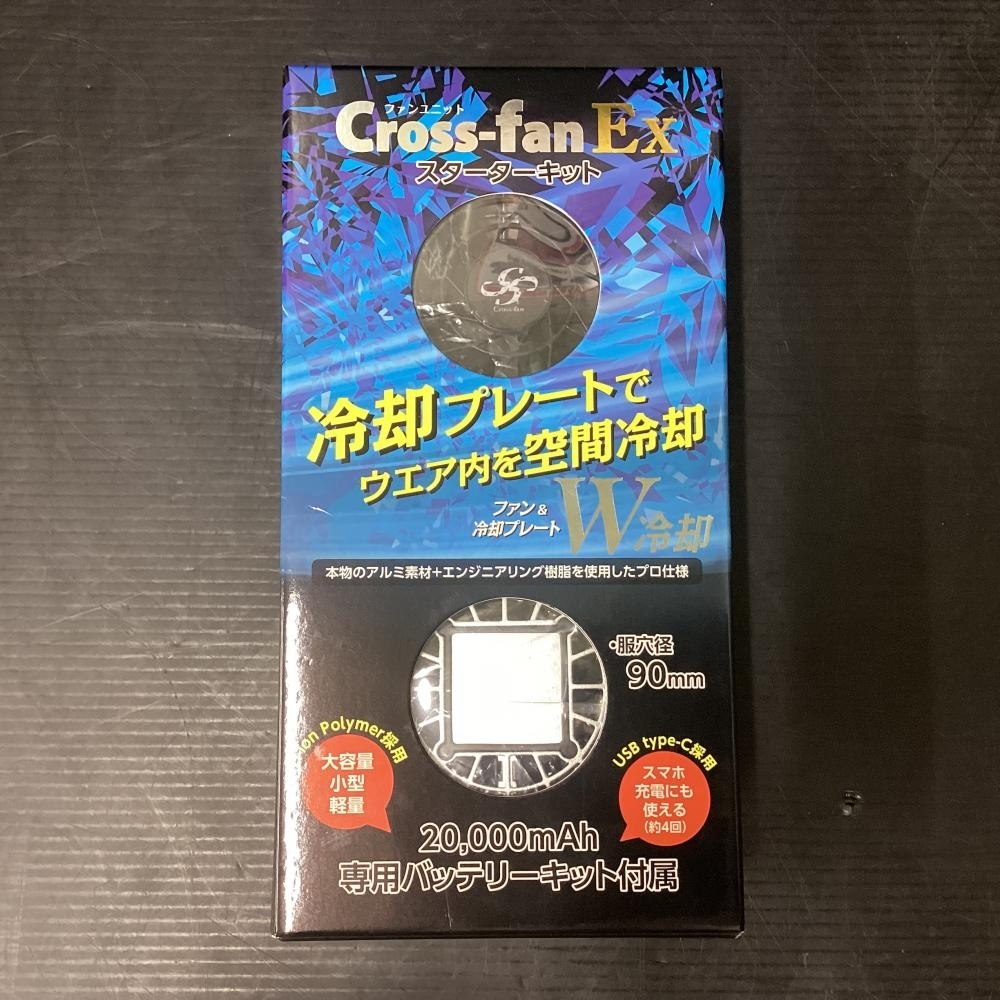 ファンユニット
Cross-fan Ex
スターターキット
Cross-fan
冷却プレートで
ウエア内を空間冷却
ファン&
冷却プレート
W冷却
本物のアルミ素材+エンジニアリング樹脂を使用したプロ仕様
・服穴径
90mm
Polymer採用
大容量
小型
軽量
USB type-C採用
スマホ
充電にも
使える
(約4回)
20,000mAh
専用バッテリーキット付属